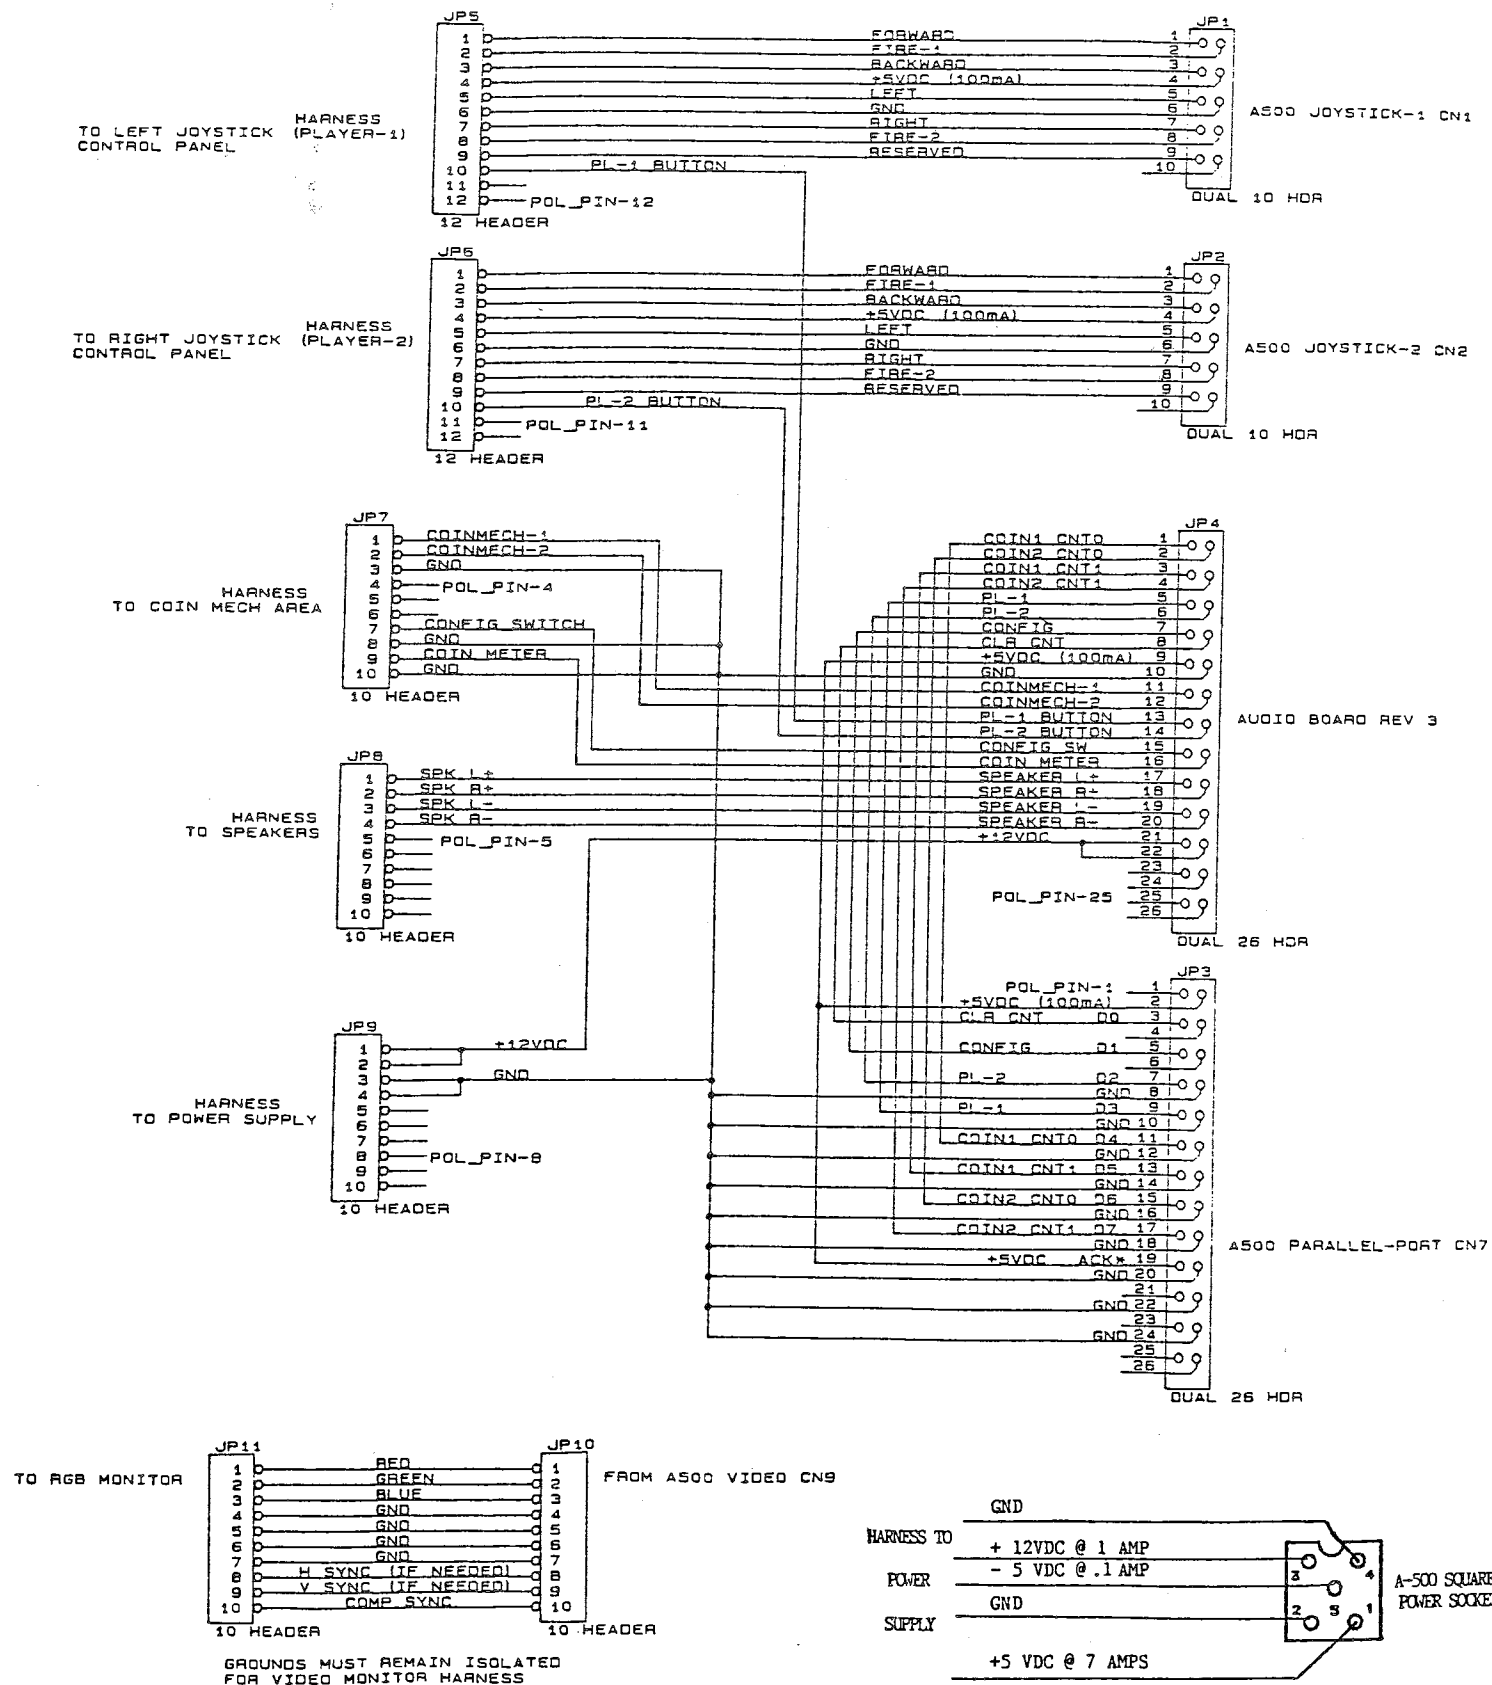 JP5
1
2
3
4
5
6
7
8
9
10
11
12
12 HEADER
TO LEFT JOYSTICK
CONTROL PANEL
HARNESS
(PLAYER-1)
FORWARD
FIRE-1
BACKWARD
+5VDC (100mA)
LEFT
GND
RIGHT
FIRE-2
RESERVED
PL-1 BUTTON
POL_PIN-12
JP1
1
2
3
4
5
6
7
8
9
10
DUAL 10 HDR
A500 JOYSTICK-1 CN1
JP6
1
2
3
4
5
6
7
8
9
10
11
12
12 HEADER
TO RIGHT JOYSTICK
CONTROL PANEL
HARNESS
(PLAYER-2)
FORWARD
FIRE-1
BACKWARD
+5VDC (100mA)
LEFT
GND
RIGHT
FIRE-2
RESERVED
PL-2 BUTTON
POL_PIN-11
JP2
1
2
3
4
5
6
7
8
9
10
DUAL 10 HDR
A500 JOYSTICK-2 CN2
JP7
1
2
3
4
5
6
7
8
9
10
10 HEADER
HARNESS
TO COIN MECH AREA
COINMECH-1
COINMECH-2
GND
POL_PIN-4
CONFIG SWITCH
GND
COIN METER
GND
JP4
COIN1 CNT0 1
COIN2 CNT0 2
COIN1 CNT1 3
COIN2 CNT1 4
PL-1 5
PL-2 6
CONFIG 7
CLR CNT 8
+5VDC (100mA) 9
GND 10
COINMECH-1 11
COINMECH-2 12
PL-1 BUTTON 13
PL-2 BUTTON 14
CONFIG SW 15
COIN METER 16
SPEAKER L+ 17
SPEAKER R+ 18
SPEAKER L- 19
SPEAKER R- 20
+12VDC 21
22
23
24
POL_PIN-25 25
26
DUAL 26 HDR
AUDIO BOARD REV 3
JP8
1
2
3
4
5
6
7
8
9
10
10 HEADER
HARNESS
TO SPEAKERS
SPK L+
SPK R+
SPK L-
SPK R-
POL_PIN-5
JP9
1
2
3
4
5
6
7
8
9
10
10 HEADER
HARNESS
TO POWER SUPPLY
+12VDC
GND
POL_PIN-8
JP3
POL_PIN-1 1
+5VDC (100mA) 2
CLR CNT D0 3
4
CONFIG D1 5
6
PL-2 D2 7
GND 8
PL-1 D3 9
GND 10
COIN1 CNT0 D4 11
GND 12
COIN1 CNT1 D5 13
GND 14
COIN2 CNT0 D6 15
GND 16
COIN2 CNT1 D7 17
GND 18
+5VDC ACK* 19
GND 20
21
GND 22
23
GND 24
25
26
DUAL 26 HDR
A500 PARALLEL-PORT CN7
JP11
1
2
3
4
5
6
7
8
9
10
10 HEADER
TO RGB MONITOR
RED
GREEN
BLUE
GND
GND
GND
GND
H SYNC (IF NEEDED)
V SYNC (IF NEEDED)
COMP SYNC
JP10
1
2
3
4
5
6
7
8
9
10
10 HEADER
FROM A500 VIDEO CN9
GROUNDS MUST REMAIN ISOLATED
FOR VIDEO MONITOR HARNESS
HARNESS TO
POWER
SUPPLY
GND
+ 12VDC @ 1 AMP
- 5 VDC @ .1 AMP
GND
+5 VDC @ 7 AMPS
3
4
2
5
1
A-500 SQUARE
POWER SOCKE